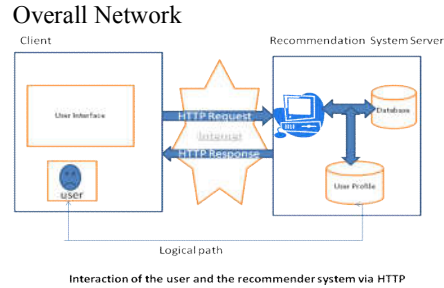 Overall Network
Client
Recommendation System Server
User Interface
HTTP Request
Database
Internet
HTTP Response
user
User Profile
Logical path
Interaction of the user and the recommender system via HTTP